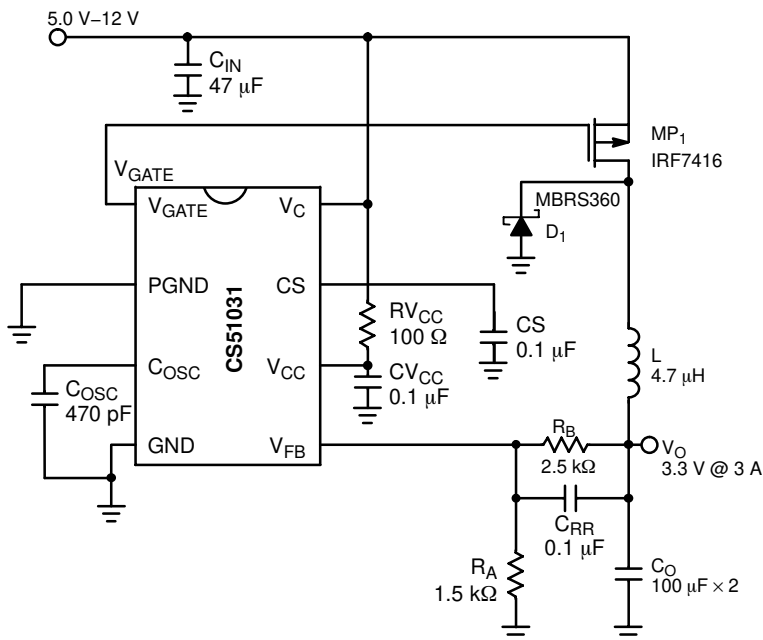 5.0 V–12 V
C_IN
47 μF
MP₁
IRF7416
V_GATE
V_GATE
V_C
MBRS360
D₁
PGND
CS
CS51031
RV_CC
100 Ω
CS
0.1 μF
L
4.7 μH
C_OSC
V_CC
CV_CC
0.1 μF
C_OSC
470 pF
R_B
2.5 kΩ
GND
V_FB
V_O
3.3 V @ 3 A
C_RR
0.1 μF
R_A
1.5 kΩ
C_O
100 μF × 2